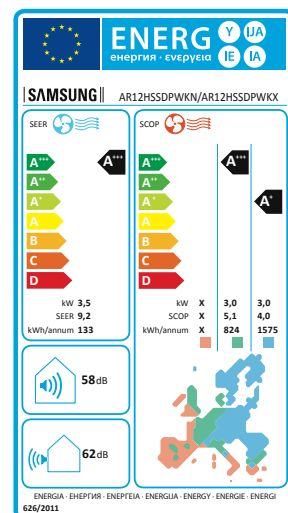 ENERG Y IJA
енергия · ενεργεια IE IA
SAMSUNG AR12HSSDPWKN/AR12HSSDPWKX
SEER
A+++ A+++
A++
A+
A
B
C
D
kW 3,5
SEER 9,2
kWh/annum 133
SCOP
A+++ A+++
A++
A+ A+
A
B
C
D
kW X 3,0 3,0
SCOP X 5,1 4,0
kWh/annum X 824 1575
58dB
62dB
ENERGIA · ЕНЕРГИЯ · ΕΝΕΡΓΕΙΑ · ENERGIJA · ENERGY · ENERGIE · ENERGI
626/2011